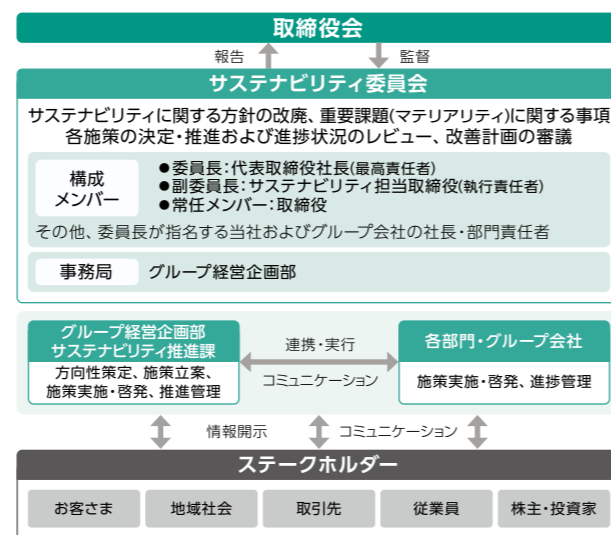 取締役会
報告 監督
サステナビリティ委員会
サステナビリティに関する方針の改廃、重要課題(マテリアリティ)に関する事項
各施策の決定・推進および進捗状況のレビュー、改善計画の審議
構成
メンバー
●委員長：代表取締役社長(最高責任者)
●副委員長：サステナビリティ担当取締役(執行責任者)
●常任メンバー：取締役
その他、委員長が指名する当社およびグループ会社の社長・部門責任者
事務局 グループ経営企画部
グループ経営企画部
サステナビリティ推進課
方向性策定、施策立案、
施策実施・啓発、推進管理
連携・実行
コミュニケーション
各部門・グループ会社
施策実施・啓発、進捗管理
情報開示 コミュニケーション
ステークホルダー
お客さま 地域社会 取引先 従業員 株主・投資家